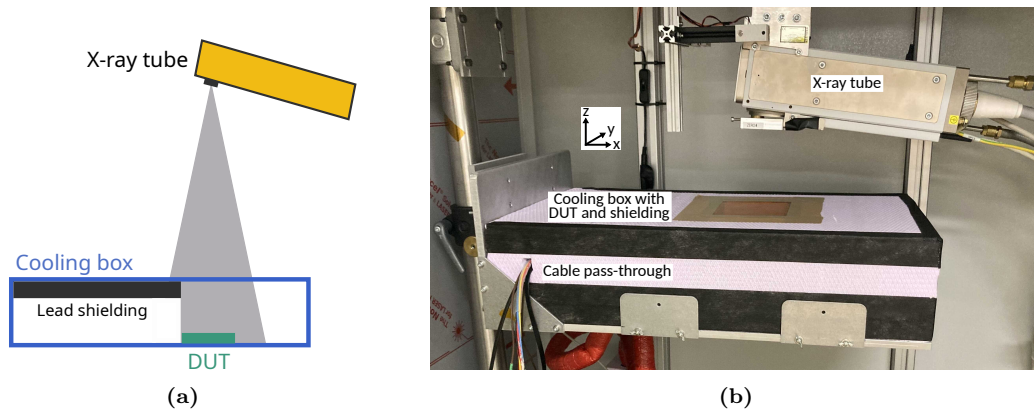 X-ray tube
Cooling box
Lead shielding
DUT
(a)
X-ray tube
z
y
x
Cooling box with
DUT and shielding
Cable pass-through
(b)